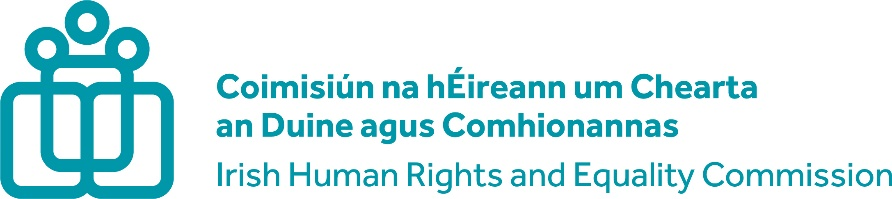 Coimisiún na hÉireann um Chearta
an Duine agus Comhionannas
Irish Human Rights and Equality Commission